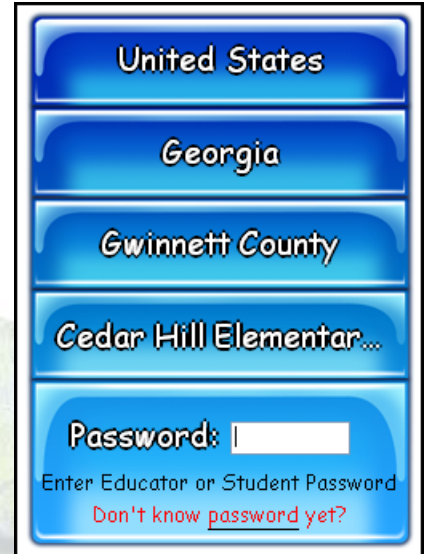 United States
Georgia
Gwinnett County
Cedar Hill Elementar...
Password:
Enter Educator or Student Password
Don't know password yet?